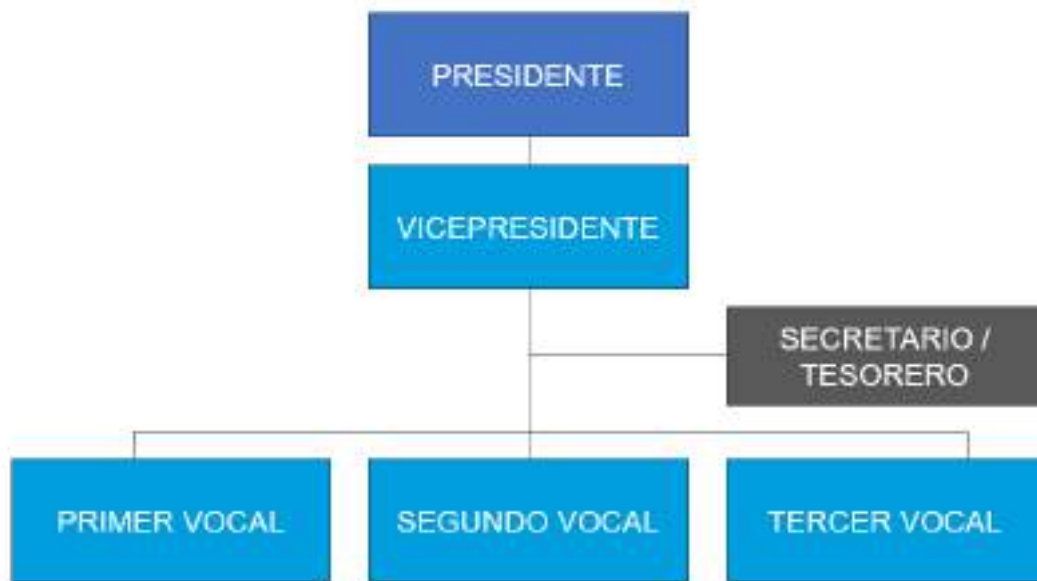 PRESIDENTE
VICEPRESIDENTE
SECRETARIO /
TESORERO
PRIMER VOCAL
SEGUNDO VOCAL
TERCER VOCAL